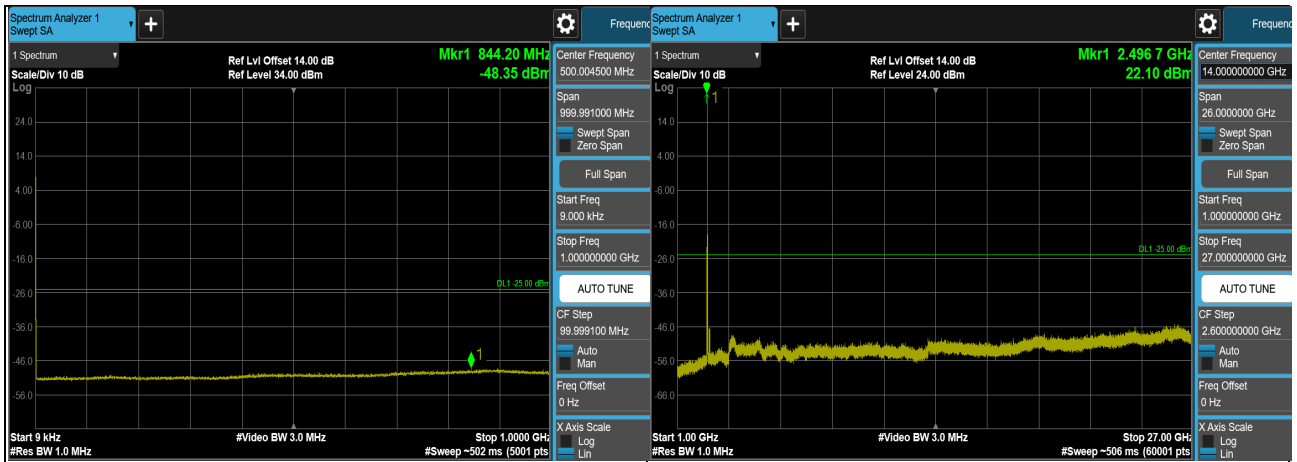 Spectrum Analyzer 1
Swept SA
+
Frequenc
1 Spectrum
Scale/Div 10 dB
Log
Ref Lvl Offset 14.00 dB
Ref Level 34.00 dBm
Mkr1 844.20 MHz
-48.35 dBm
24.0
14.0
4.00
-6.00
-16.0
-26.0
-36.0
-46.0
-56.0
DL1 -25.00 dBm
1
Start 9 kHz
#Res BW 1.0 MHz
#Video BW 3.0 MHz
Stop 1.0000 GHz
#Sweep ~502 ms (5001 pts
Center Frequency
500.004500 MHz
Span
999.991000 MHz
Swept Span
Zero Span
Full Span
Start Freq
9.000 kHz
Stop Freq
1.000000000 GHz
AUTO TUNE
CF Step
99.999100 MHz
Auto
Man
Freq Offset
0 Hz
X Axis Scale
Log
Lin
Spectrum Analyzer 1
Swept SA
+
Frequenc
1 Spectrum
Scale/Div 10 dB
Log
Ref Lvl Offset 14.00 dB
Ref Level 24.00 dBm
Mkr1 2.496 7 GHz
22.10 dBm
1
14.0
4.00
-6.00
-16.0
-26.0
-36.0
-46.0
-56.0
-66.0
DL1 -25.00 dBm
Start 1.00 GHz
#Res BW 1.0 MHz
#Video BW 3.0 MHz
Stop 27.00 GHz
#Sweep ~506 ms (60001 pts
Center Frequency
14.00000000 GHz
Span
26.0000000 GHz
Swept Span
Zero Span
Full Span
Start Freq
1.000000000 GHz
Stop Freq
27.00000000 GHz
AUTO TUNE
CF Step
2.600000000 GHz
Auto
Man
Freq Offset
0 Hz
X Axis Scale
Log
Lin